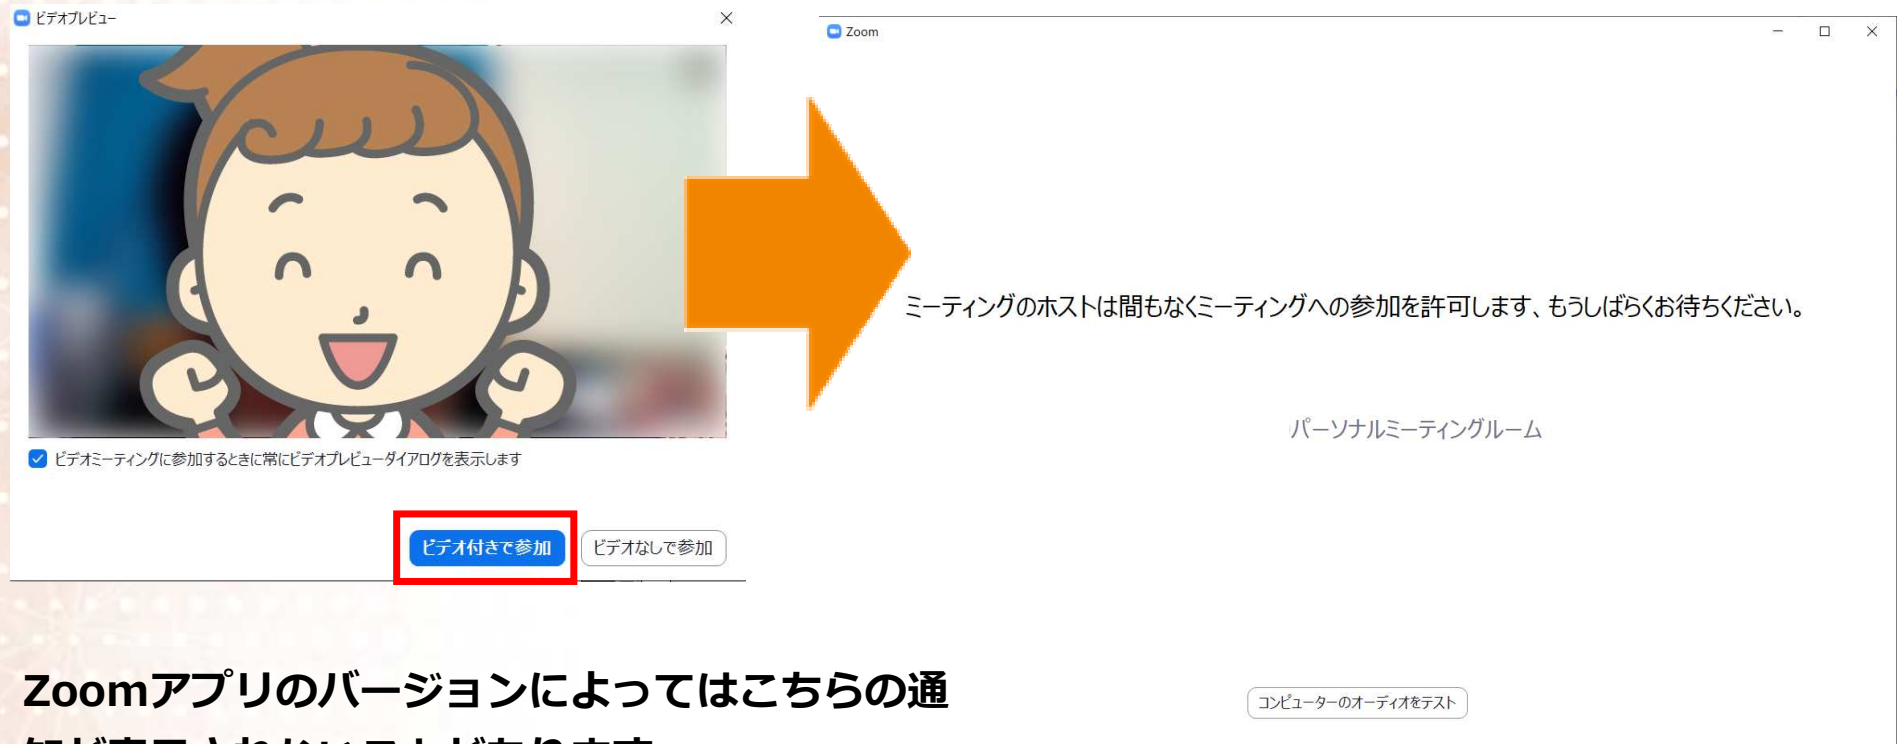 ビデオプレビュー
ビデオミーティングに参加するときに常にビデオプレビューダイアログを表示します
ビデオ付きで参加
ビデオなしで参加
Zoom
ミーティングのホストは間もなくミーティングへの参加を許可します、もうしばらくお待ちください。
パーソナルミーティングルーム
コンピューターのオーディオをテスト
Zoomアプリのバージョンによってはこちらの通